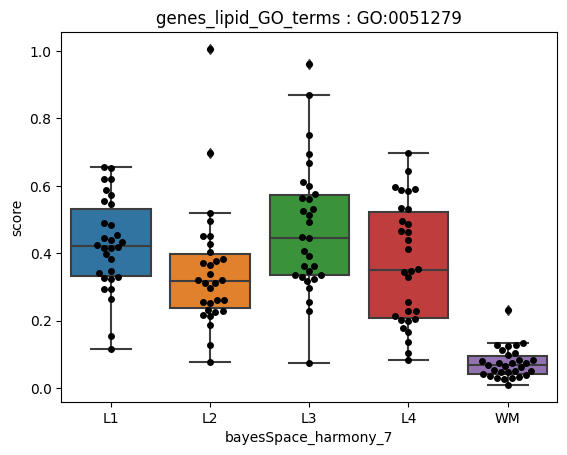 genes_lipid_GO_terms : GO:0051279
1.0
0.8
0.6
0.4
0.2
0.0
score
L1 L2 L3 L4 WM
bayesSpace_harmony_7